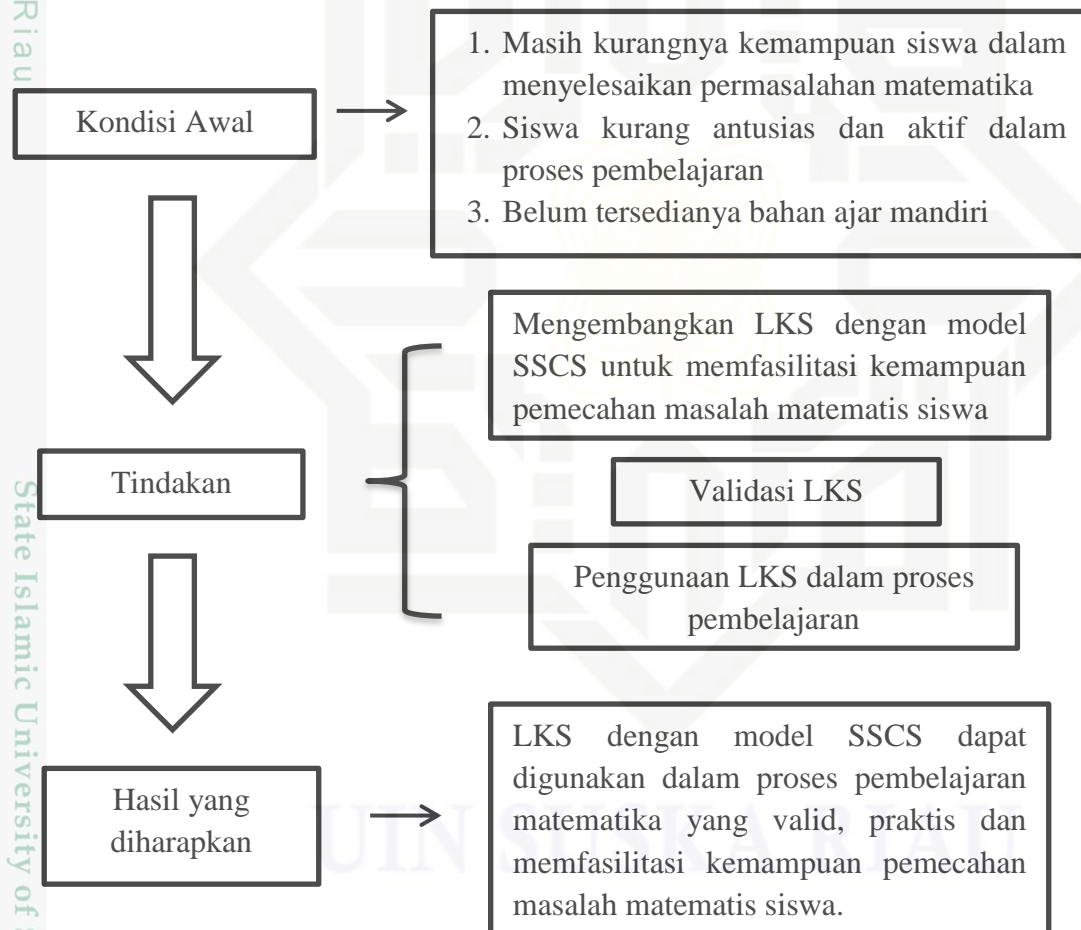 Riau
Kondisi Awal
1. Masih kurangnya kemampuan siswa dalam
menyelesaikan permasalahan matematika
2. Siswa kurang antusias dan aktif dalam
proses pembelajaran
3. Belum tersedianya bahan ajar mandiri
Mengembangkan LKS dengan model
SSCS untuk memfasilitasi kemampuan
pemecahan masalah matematis siswa
Tindakan
Validasi LKS
Penggunaan LKS dalam proses
pembelajaran
Hasil yang
diharapkan
LKS dengan model SSCS dapat
digunakan dalam proses pembelajaran
matematika yang valid, praktis dan
memfasilitasi kemampuan pemecahan
masalah matematis siswa.
UIN SUSKA RIAU
State Islamic University of